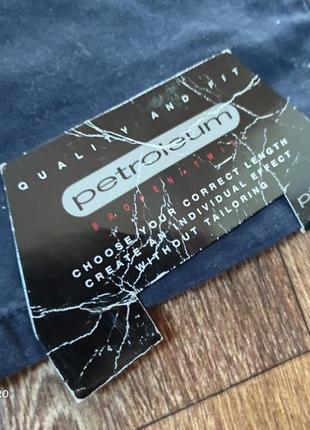 QUALITY AND FIT
petroleum
CHOOSE YOUR CORRECT LENGTH
CREATE AN INDIVIDUAL EFFECT
WITHOUT TAILORING